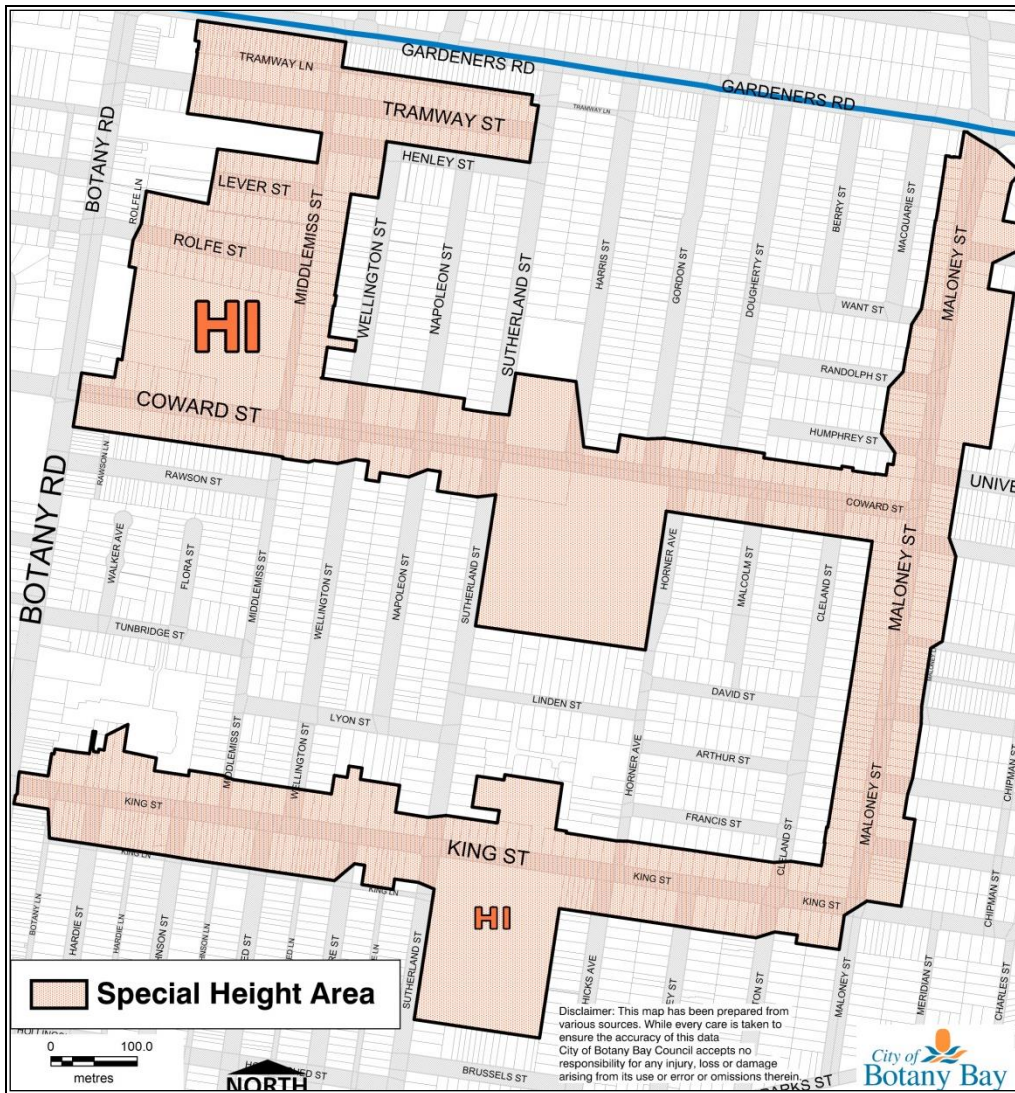 GARDENERS RD
GARDENERS RD
TRAMWAY LN
TRAMWAY ST
TRAMWAY LN
BOTANY RD
HENLEY ST
LEVER ST
ROLFE LN
ROLFE ST
MIDDLEMISS ST
WELLINGTON ST
NAPOLEON ST
SUTHERLAND ST
HARRIS ST
GORDON ST
DOUGHERTY ST
BERRY ST
MACQUARIE ST
MALONEY ST
WANT ST
RANDOLPH ST
HUMPHREY ST
HI
COWARD ST
COWARD ST
UNIVE
BOTANY RD
RAWSON LN
RAWSON ST
WALKER AVE
FLORA ST
MIDDLEMISS ST
WELLINGTON ST
NAPOLEON ST
SUTHERLAND ST
HORNER AVE
MALCOLM ST
CLELAND ST
MALONEY ST
TUNBRIDGE ST
LINDEN ST
DAVID ST
LYON ST
ARTHUR ST
MIDDLEMISS ST
WELLINGTON ST
HORNER AVE
FRANCIS ST
CLELAND ST
MALONEY ST
CHIPMAN ST
KING ST
KING ST
KING ST
KING ST
KING LN
KING LN
HI
BOTANY LN
HARDIE ST
HARDIE LN
SUTHERLAND ST
HICKS AVE
MALONEY ST
MERIDIAN ST
CHIPMAN ST
CHARLES ST
Special Height Area
0 100.0
metres
NORTH
BRUSSELS ST
Disclaimer: This map has been prepared from
various sources. While every care is taken to
ensure the accuracy of this data
City of Botany Bay Council accepts no
responsibility for any injury, loss or damage
arising from its use or error or omissions therein.
City of
Botany Bay